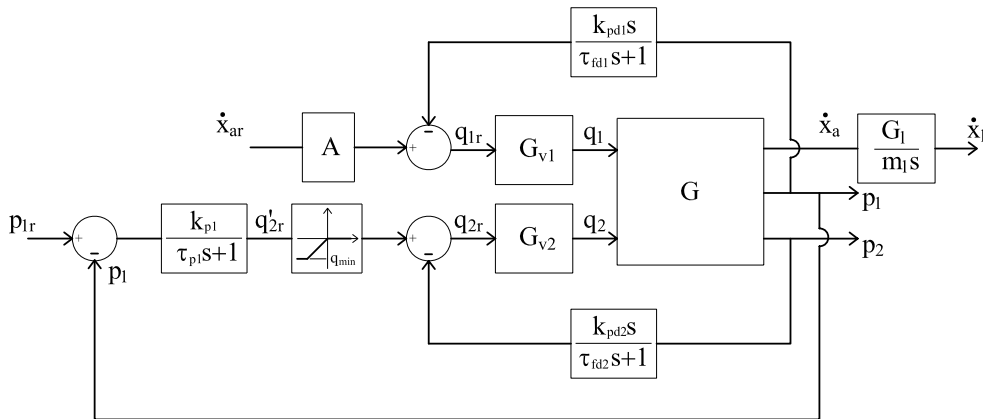 k_pd1 s
τ_fd1 s+1
ẋ_ar
A
+
-
q_1r
G_v1
q_1
G
ẋ_a
G_l
m_l s
ẋ_l
p_1r
+
-
p_1
k_p1
τ_p1 s+1
q'_2r
q_min
+
-
q_2r
G_v2
q_2
p_1
p_2
k_pd2 s
τ_fd2 s+1